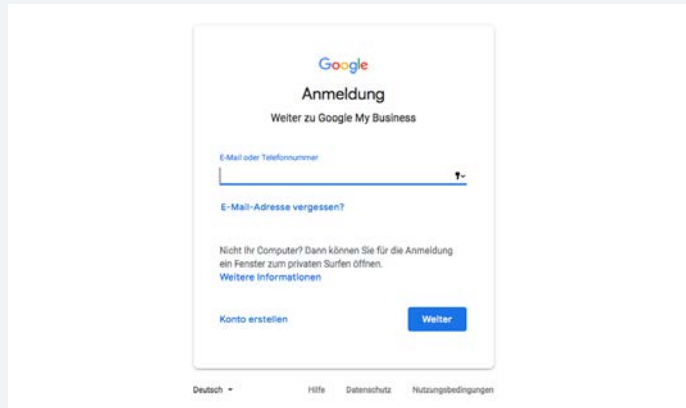 Google
Anmeldung
Weiter zu Google My Business
E-Mail oder Telefonnummer
E-Mail-Adresse vergessen?
Nicht Ihr Computer? Dann können Sie für die Anmeldung
ein Fenster zum privaten Surfen öffnen.
Weitere Informationen
Konto erstellen
Weiter
Deutsch
Hilfe
Datenschutz
Nutzungsbedingungen